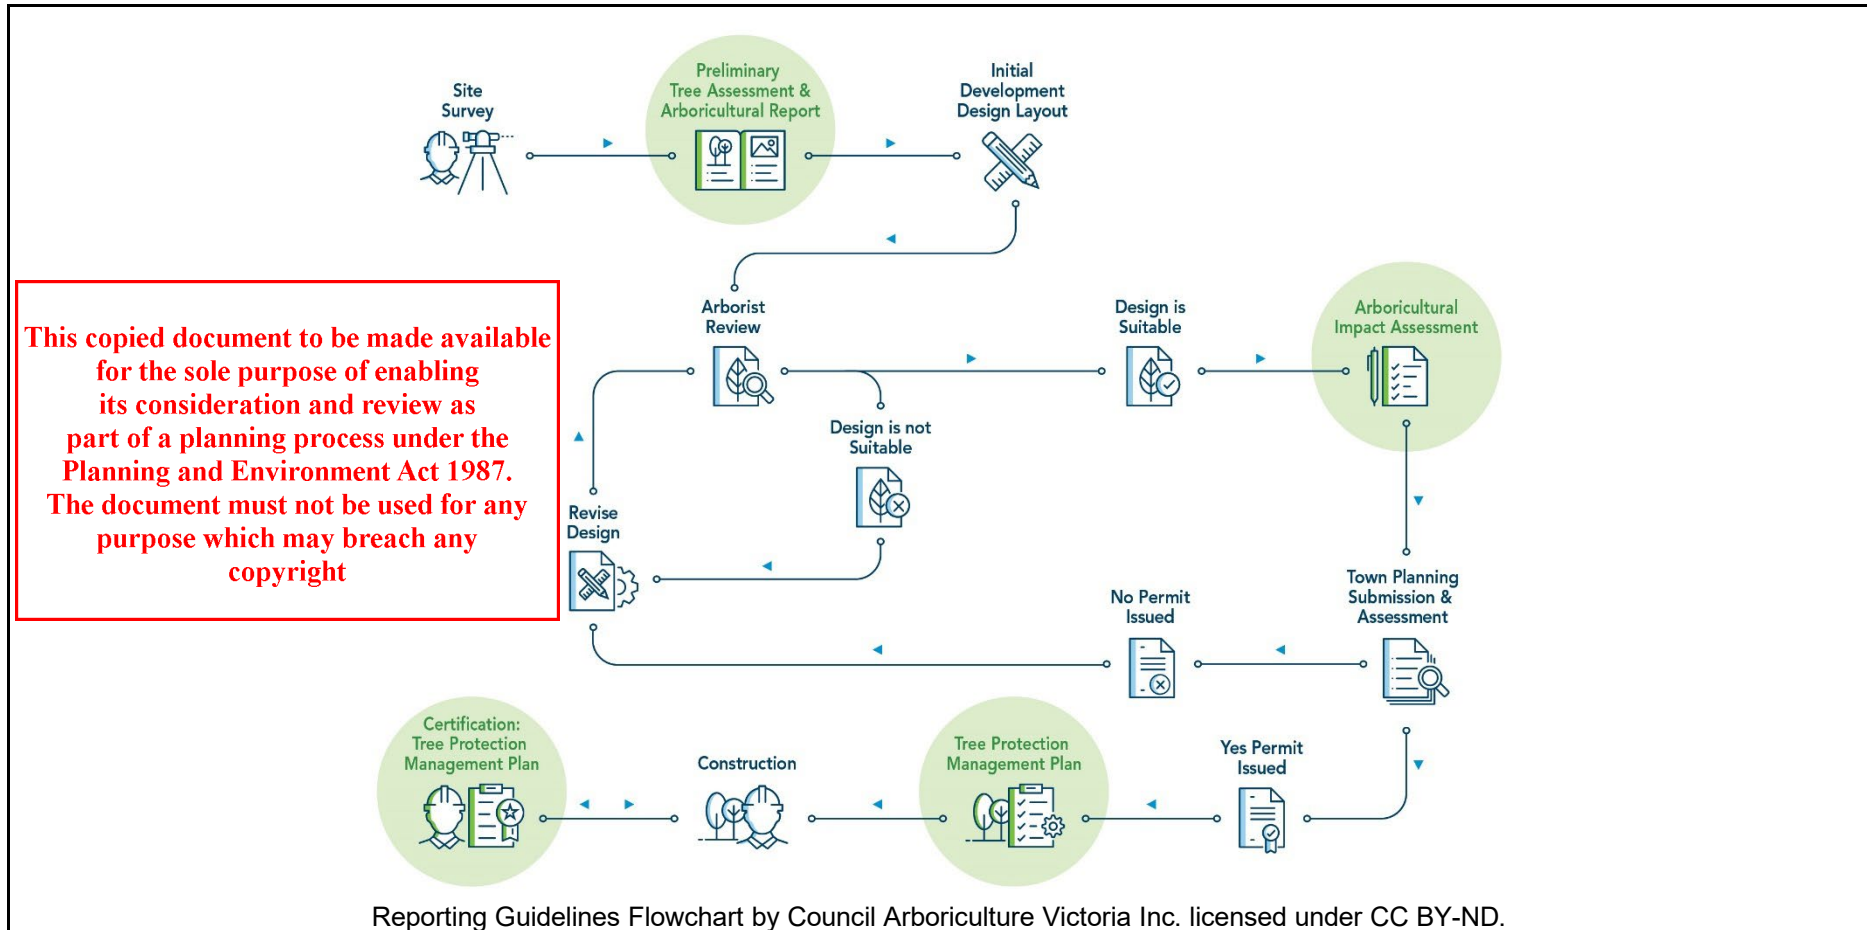 Site
Survey
Preliminary
Tree Assessment &
Arboricultural Report
Initial
Development
Design Layout
This copied document to be made available
for the sole purpose of enabling
its consideration and review as
part of a planning process under the
Planning and Environment Act 1987.
The document must not be used for any
purpose which may breach any
copyright
Arborist
Review
Design is
Suitable
Arboricultural
Impact Assessment
Design is not
Suitable
Revise
Design
No Permit
Issued
Town Planning
Submission &
Assessment
Certification:
Tree Protection
Management Plan
Construction
Tree Protection
Management Plan
Yes Permit
Issued
Reporting Guidelines Flowchart by Council Arboriculture Victoria Inc. licensed under CC BY-ND.